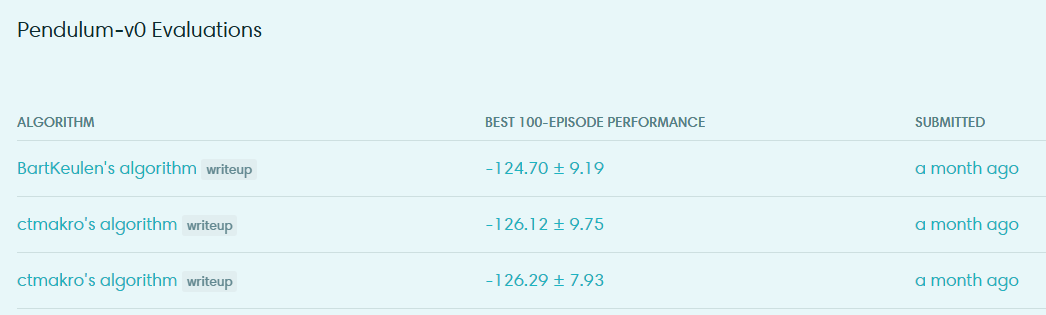 Pendulum-v0 Evaluations
ALGORITHM BEST 100-EPISODE PERFORMANCE SUBMITTED
BartKeulen's algorithm writeup -124.70 ± 9.19 a month ago
ctmakro's algorithm writeup -126.12 ± 9.75 a month ago
ctmakro's algorithm writeup -126.29 ± 7.93 a month ago